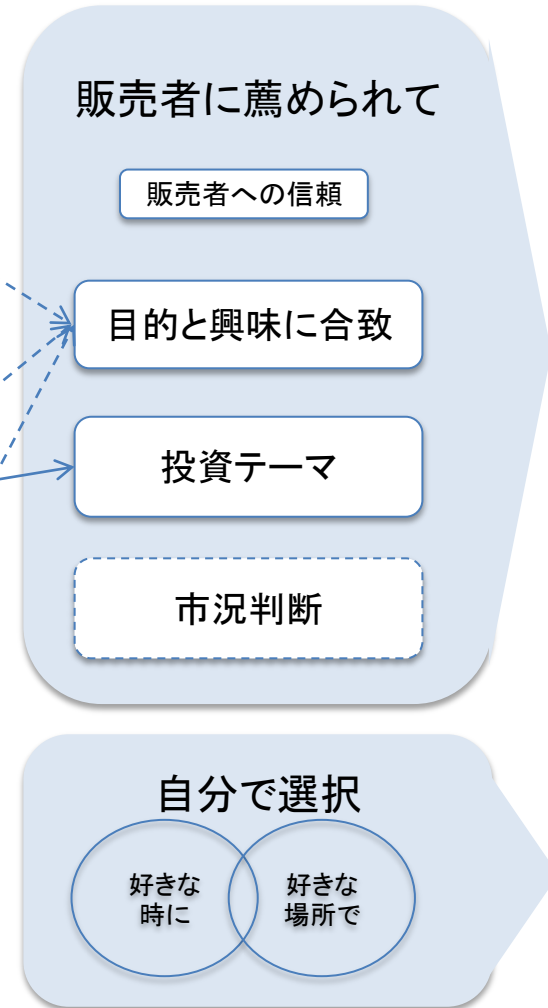 販売者に薦められて
販売者への信頼
目的と興味に合致
投資テーマ
市況判断
自分で選択
好きな
時に
好きな
場所で